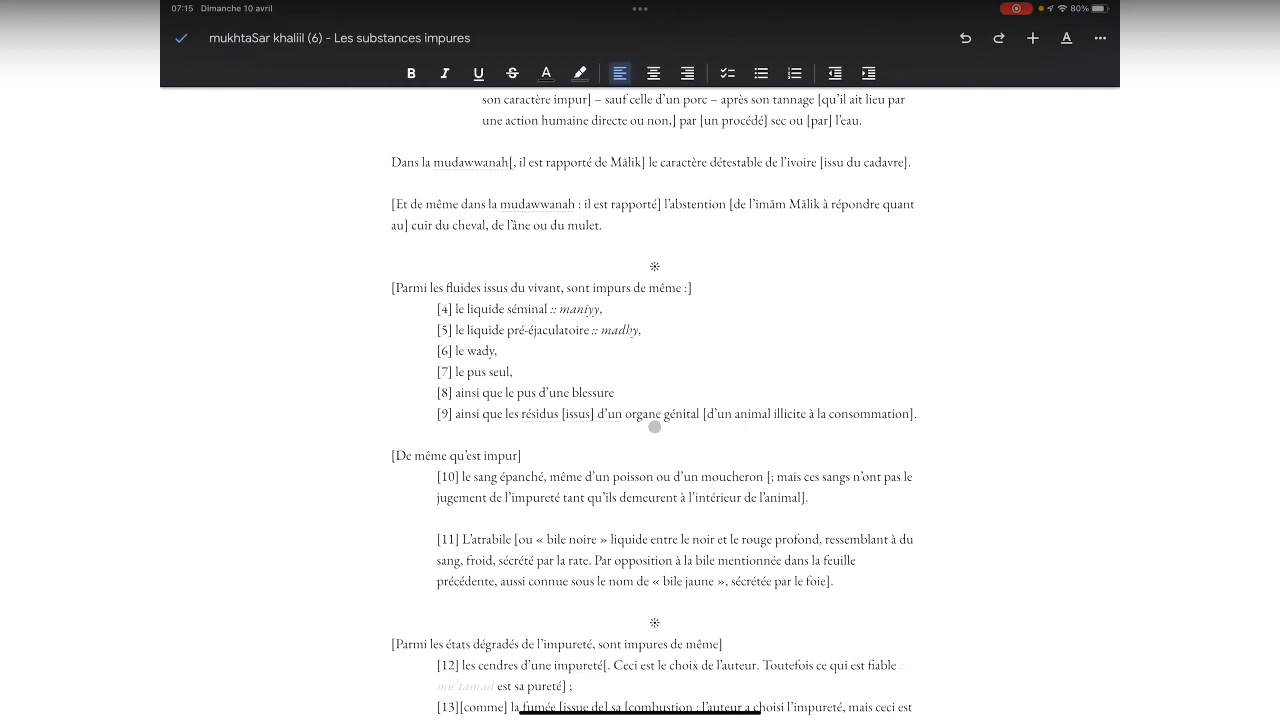 07:15 Dimanche 10 avril
80%
mukhtaSar khaliil (6) - Les substances impures
B I U S A
son caractère impur] – sauf celle d’un porc – après son tannage [qu’il ait lieu par
une action humaine directe ou non,] par [un procédé] sec ou [par] l’eau.
Dans la mudawwanah[, il est rapporté de Mālik] le caractère détestable de l’ivoire [issu du cadavre].
[Et de même dans la mudawwanah : il est rapporté] l’abstention [de l’imām Mālik à répondre quant
au] cuir du cheval, de l’âne ou du mulet.
[Parmi les fluides issus du vivant, sont impurs de même :]
[4] le liquide séminal :: maniyy,
[5] le liquide pré-éjaculatoire :: madhy,
[6] le wady,
[7] le pus seul,
[8] ainsi que le pus d’une blessure
[9] ainsi que les résidus [issus] d’un organe génital [d’un animal illicite à la consommation].
[De même qu’est impur]
[10] le sang épanché, même d’un poisson ou d’un moucheron [; mais ces sangs n’ont pas le
jugement de l’impureté tant qu’ils demeurent à l’intérieur de l’animal].
[11] L’atrabile [ou « bile noire » liquide entre le noir et le rouge profond, ressemblant à du
sang, froid, sécrété par la rate. Par opposition à la bile mentionnée dans la feuille
précédente, aussi connue sous le nom de « bile jaune », sécrétée par le foie].
[Parmi les états dégradés de l’impureté, sont impures de même]
[12] les cendres d’une impureté[. Ceci est le choix de l’auteur. Toutefois ce qui est fiable ::
mu‘tamad est sa pureté] ;
[13][comme] la fumée [issue de] sa [combustion : l’auteur a choisi l’impureté, mais ceci est